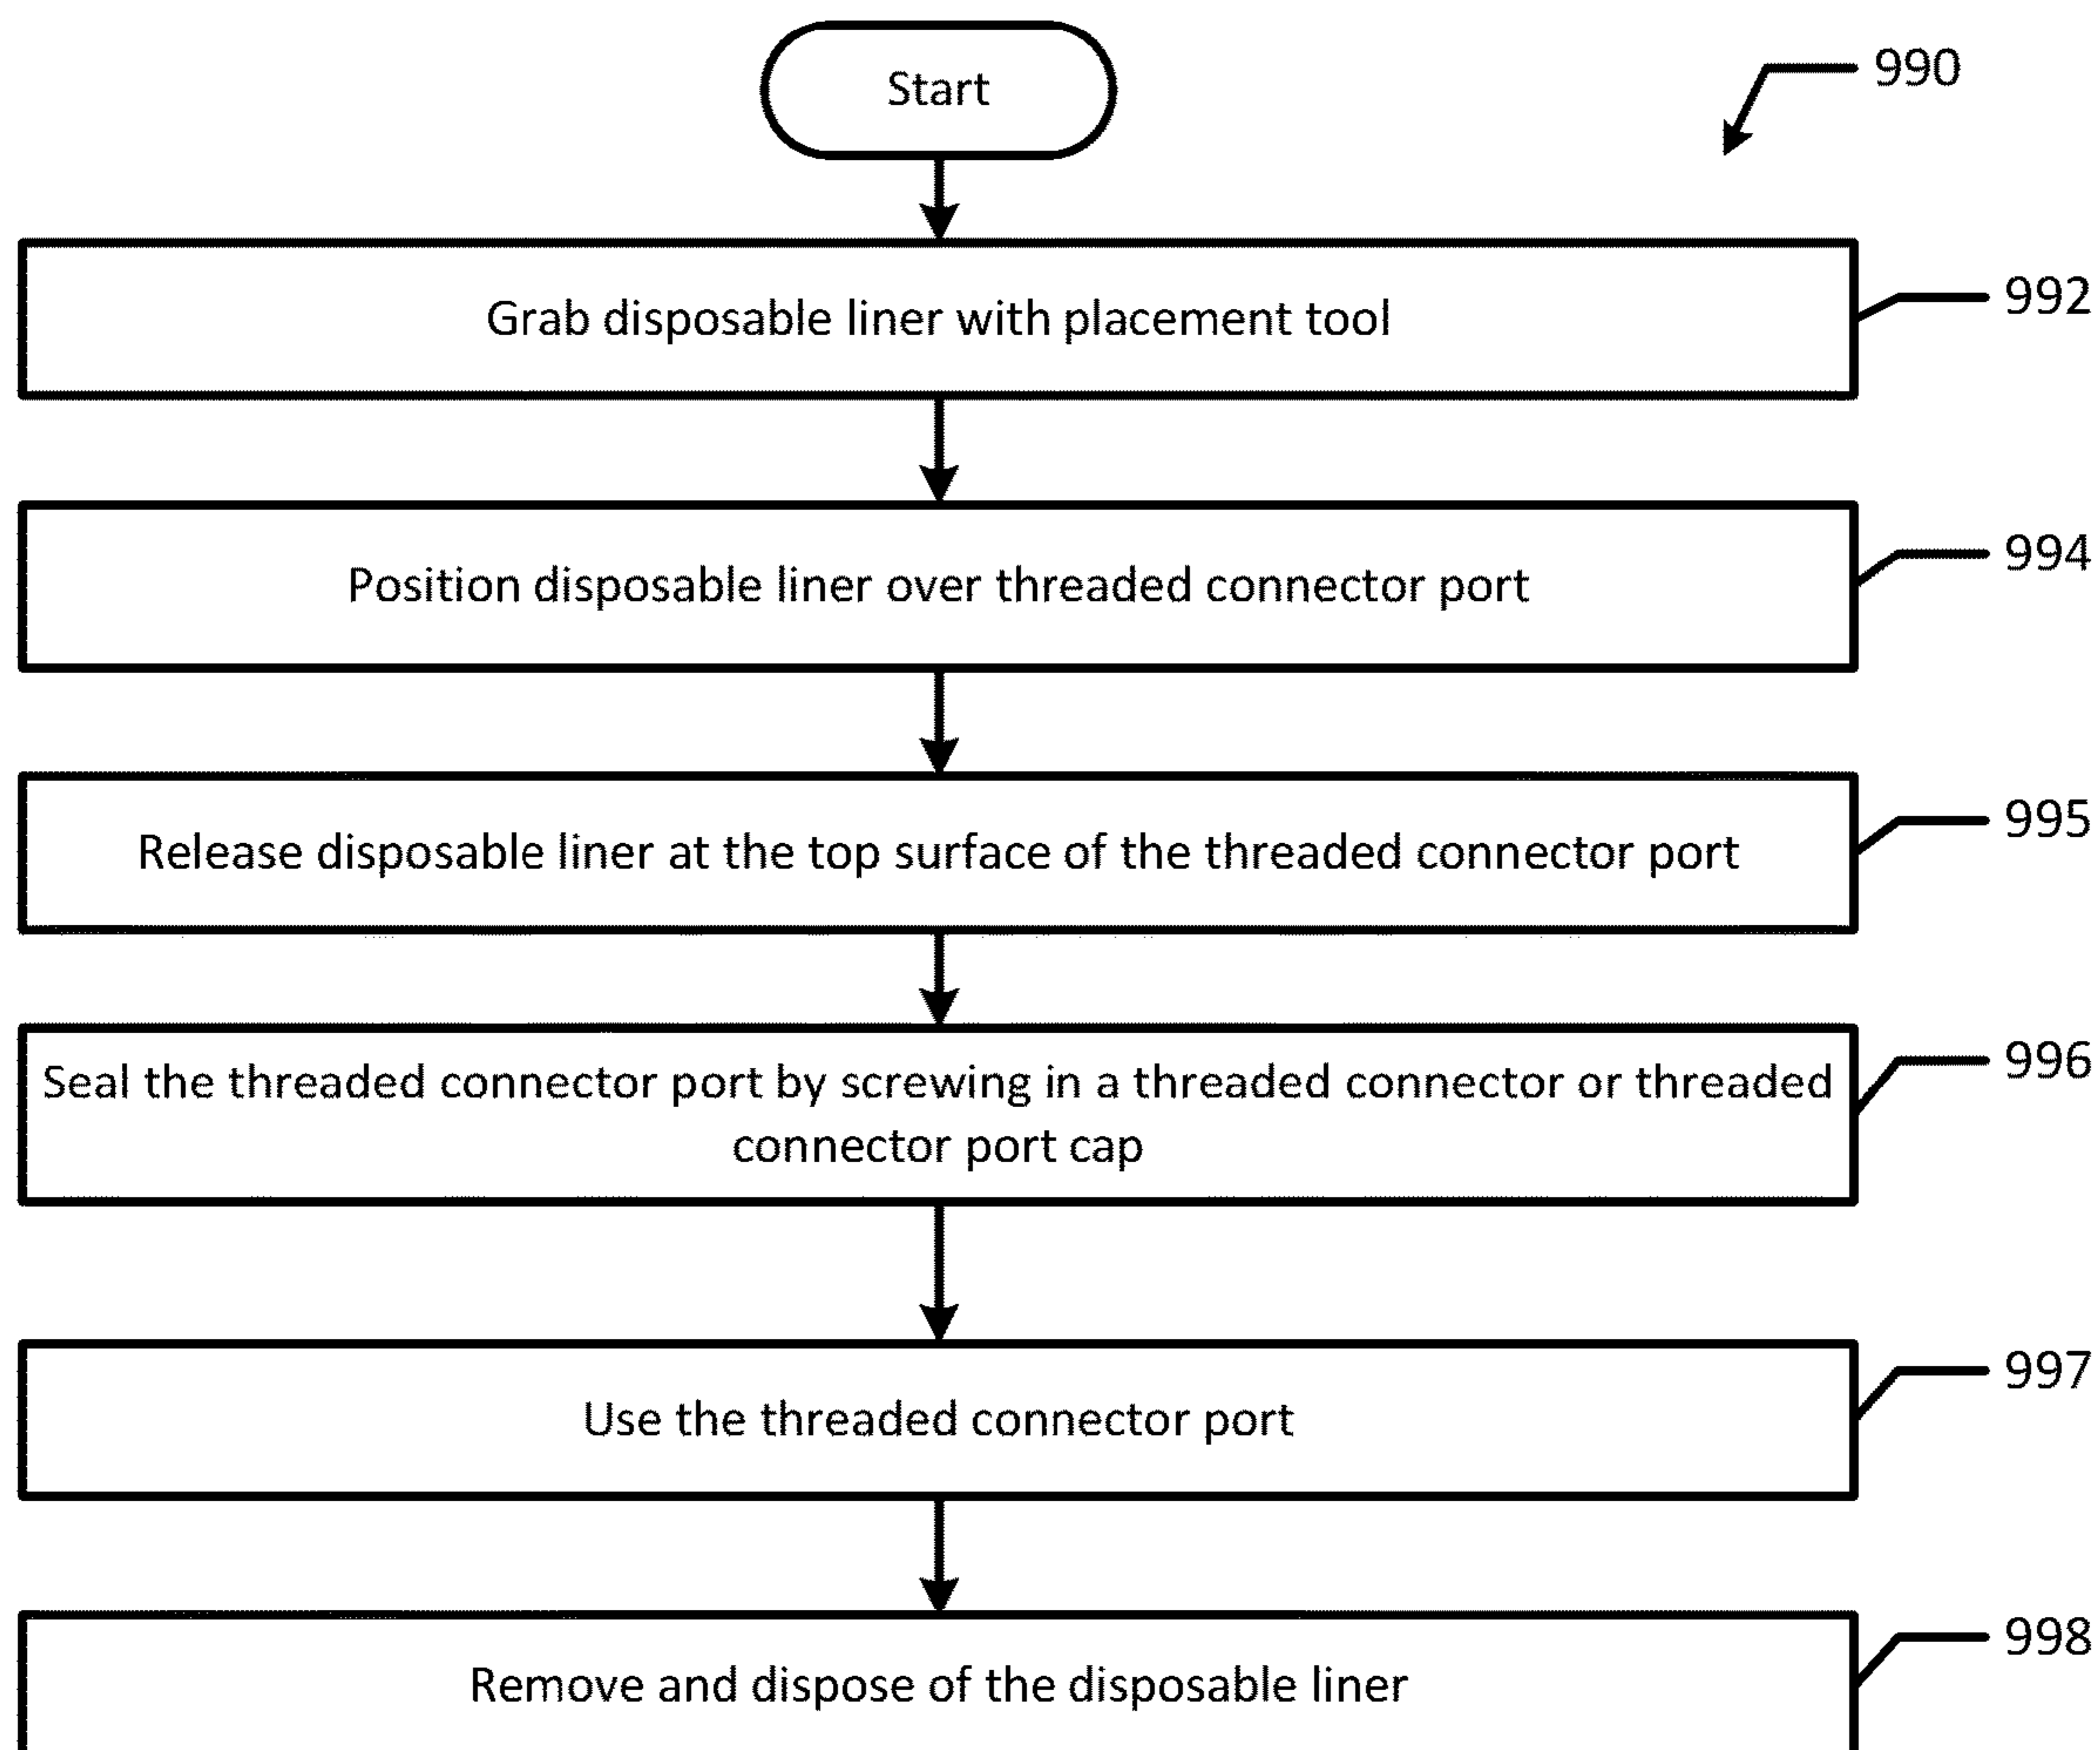 Start
990
Grab disposable liner with placement tool
992
Position disposable liner over threaded connector port
994
Release disposable liner at the top surface of the threaded connector port
995
Seal the threaded connector port by screwing in a threaded connector or threaded
connector port cap
996
Use the threaded connector port
997
Remove and dispose of the disposable liner
998